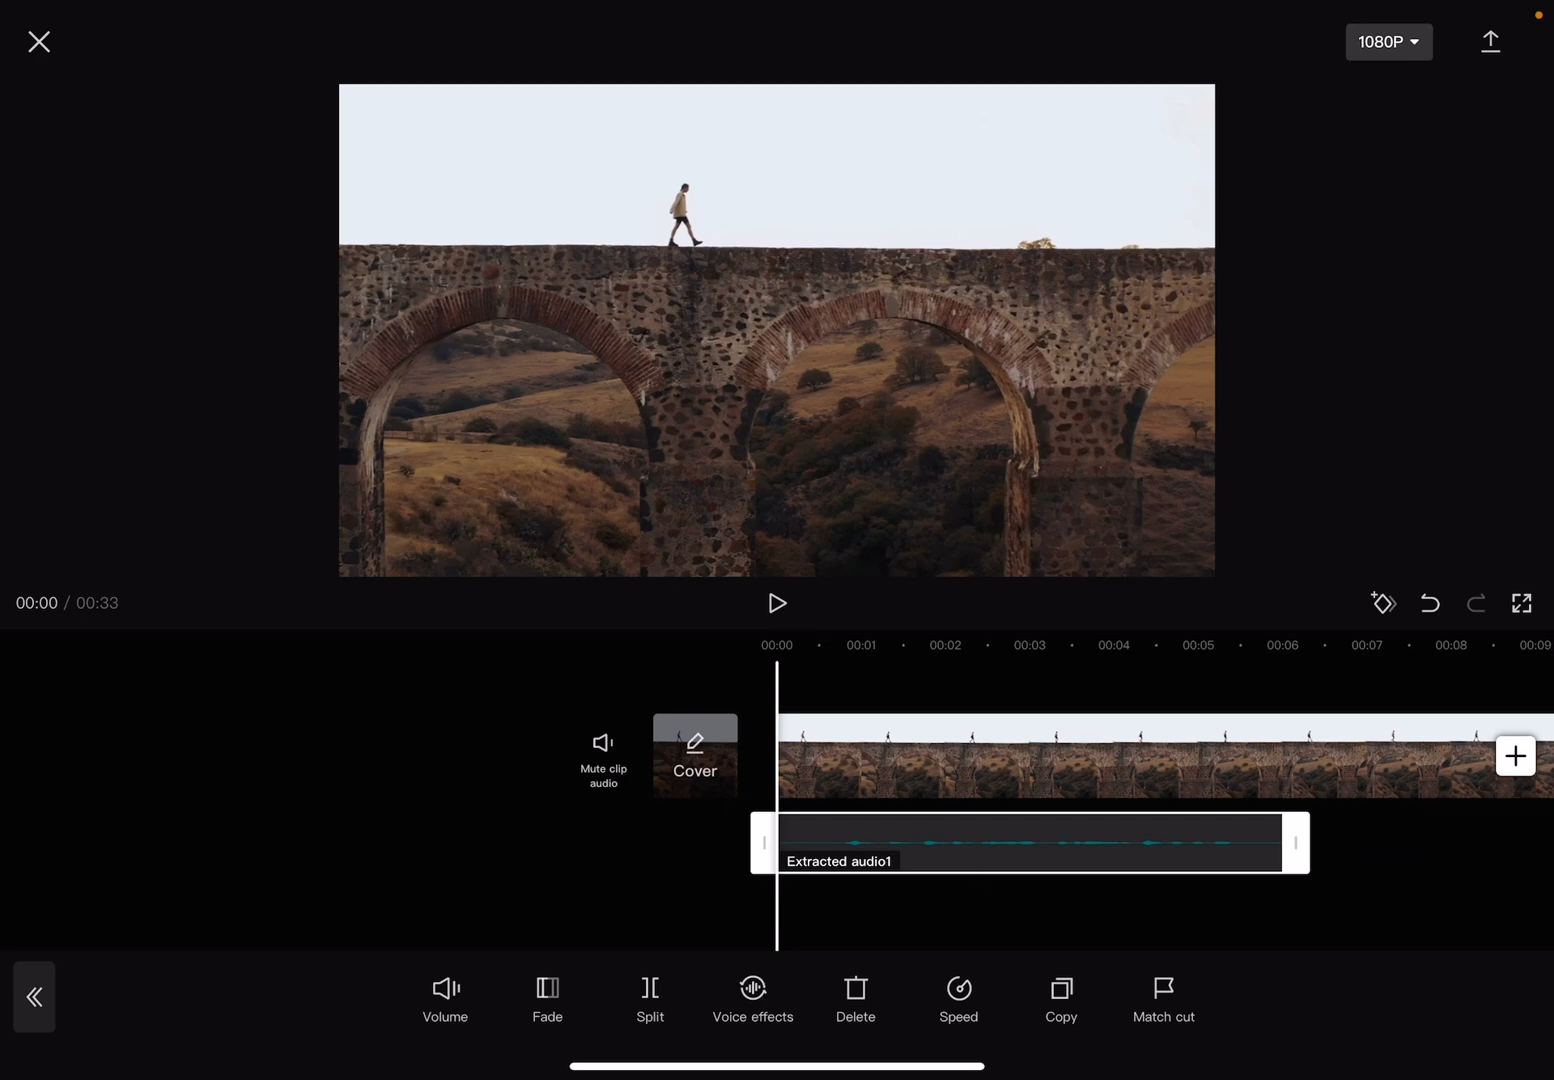 1080P
00:00 / 00:33
00:00 00:01 00:02 00:03 00:04 00:05 00:06 00:07 00:08 00:09
Mute clip
audio
Cover
Extracted audio1
Volume
Fade
Split
Voice effects
Delete
Speed
Copy
Match cut